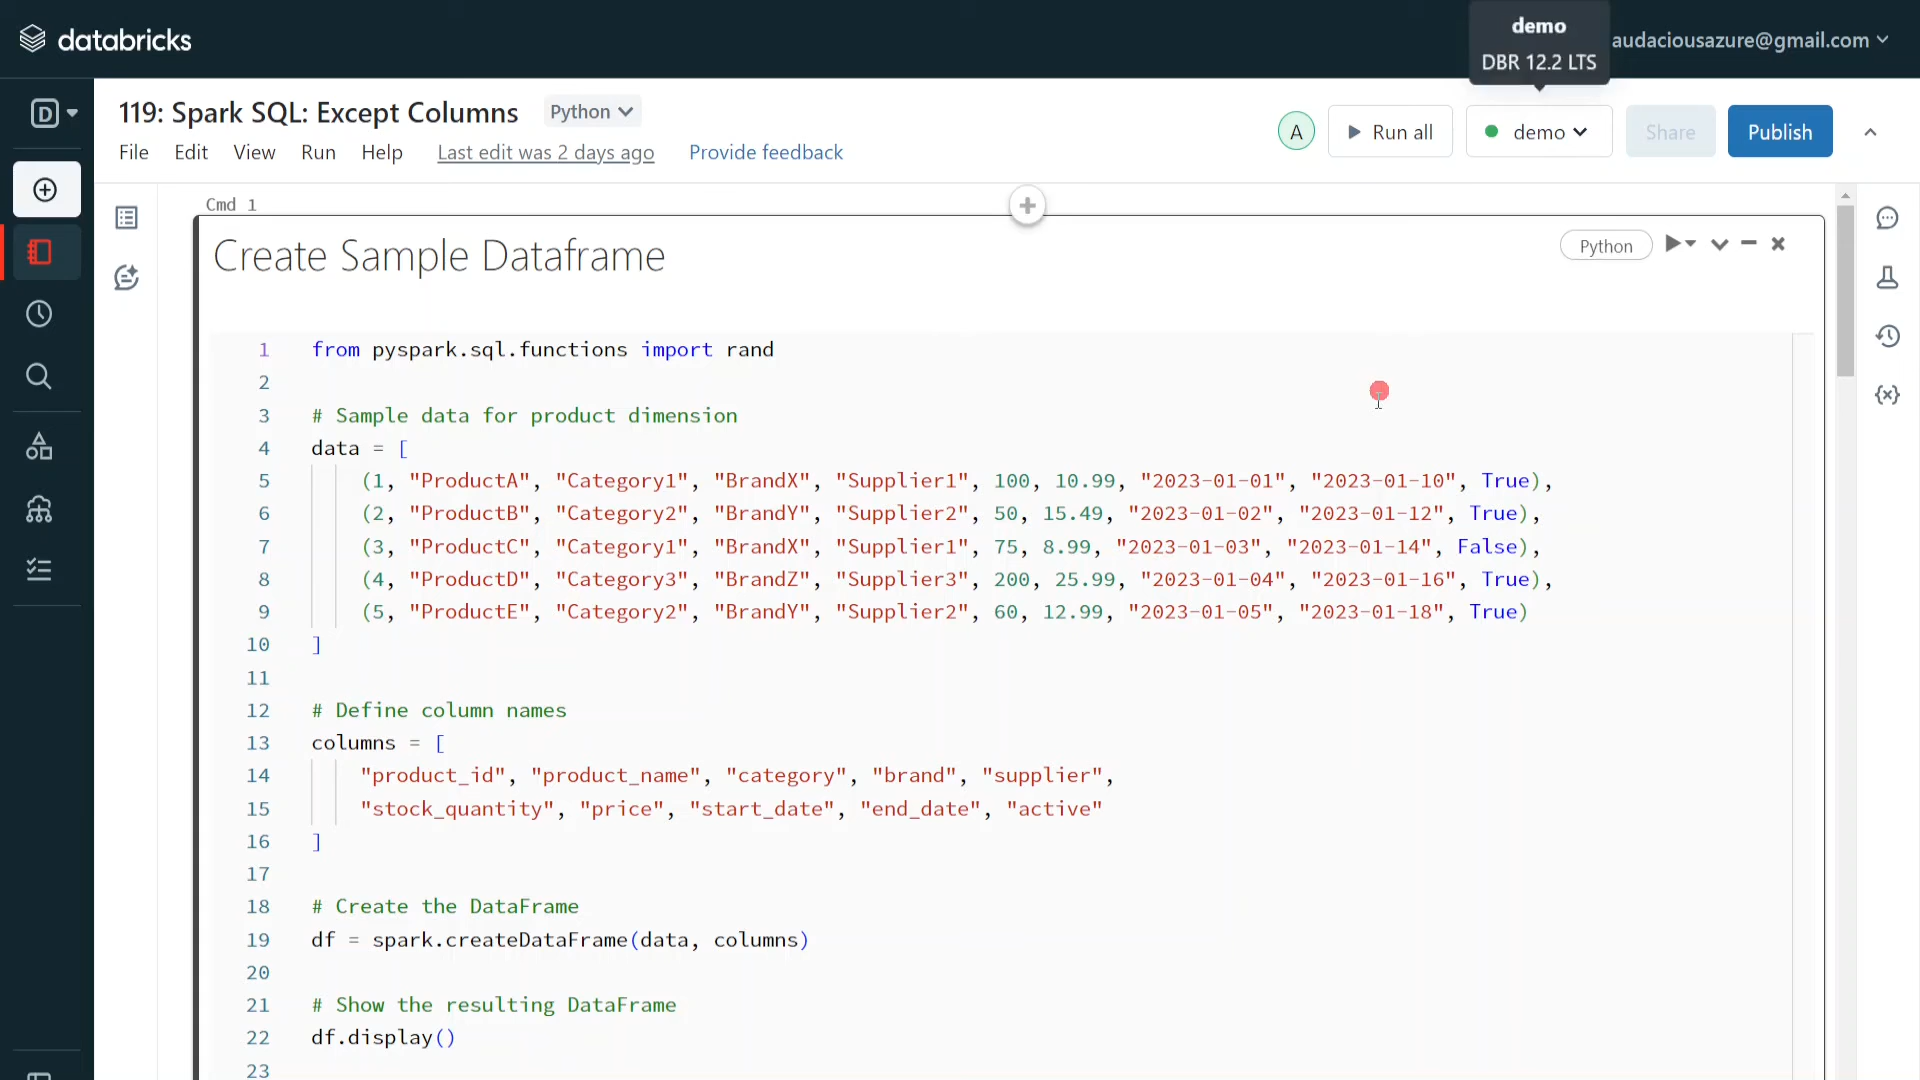 databricks
demo
DBR 12.2 LTS
audaciousazure@gmail.com
D
119: Spark SQL: Except Columns
Python
File Edit View Run Help Last edit was 2 days ago Provide feedback
A
Run all
demo
Share
Publish
Cmd 1
Create Sample Dataframe
Python
1 from pyspark.sql.functions import rand
2
3 # Sample data for product dimension
4 data = [
5 (1, "ProductA", "Category1", "BrandX", "Supplier1", 100, 10.99, "2023-01-01", "2023-01-10", True),
6 (2, "ProductB", "Category2", "BrandY", "Supplier2", 50, 15.49, "2023-01-02", "2023-01-12", True),
7 (3, "ProductC", "Category1", "BrandX", "Supplier1", 75, 8.99, "2023-01-03", "2023-01-14", False),
8 (4, "ProductD", "Category3", "BrandZ", "Supplier3", 200, 25.99, "2023-01-04", "2023-01-16", True),
9 (5, "ProductE", "Category2", "BrandY", "Supplier2", 60, 12.99, "2023-01-05", "2023-01-18", True)
10 ]
11
12 # Define column names
13 columns = [
14 "product_id", "product_name", "category", "brand", "supplier",
15 "stock_quantity", "price", "start_date", "end_date", "active"
16 ]
17
18 # Create the DataFrame
19 df = spark.createDataFrame(data, columns)
20
21 # Show the resulting DataFrame
22 df.display()
23